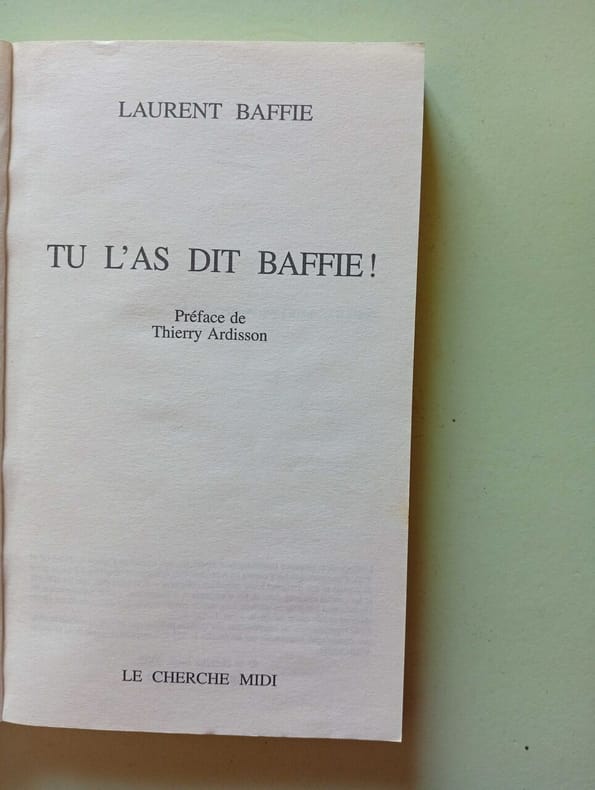 LAURENT BAFFIE
TU L'AS DIT BAFFIE !
Préface de
Thierry Ardisson
LE CHERCHE MIDI